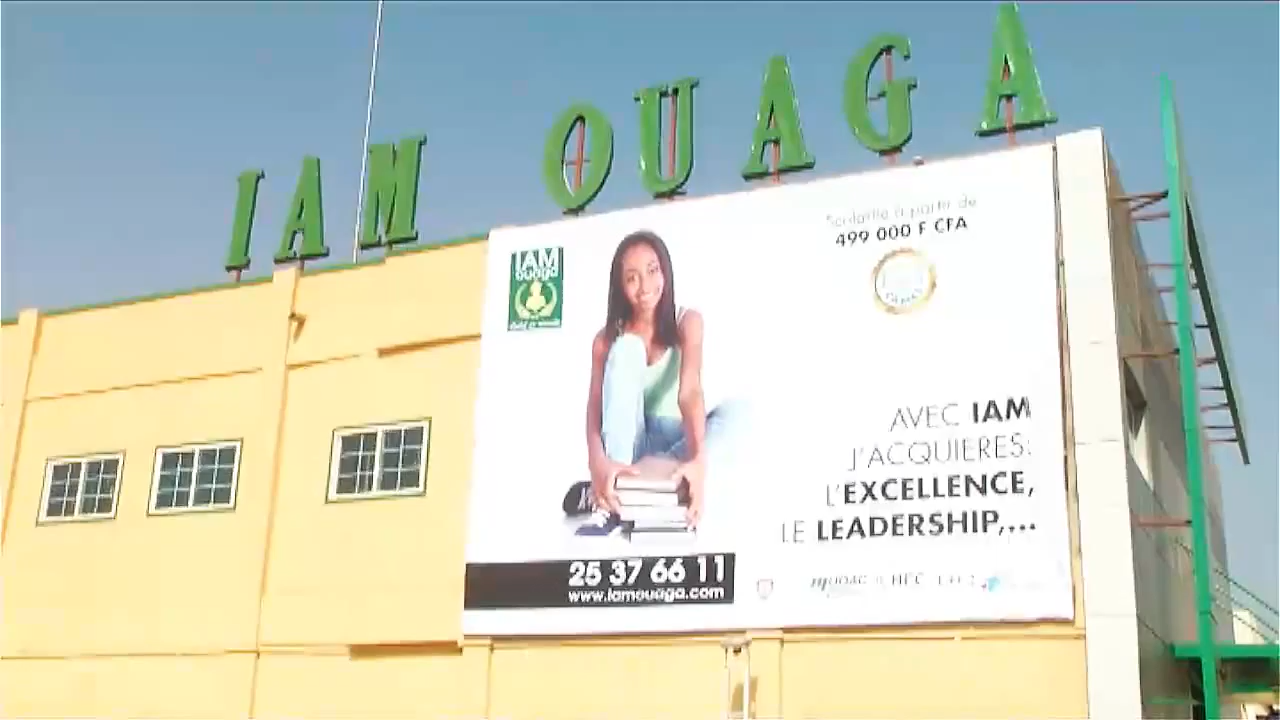 IAM OUAGA
IAM
ouaga
Scolarité à partir de
499 000 F CFA
AVEC IAM
J'ACQUIERES:
L'EXCELLENCE,
LE LEADERSHIP,...
25 37 66 11
www.iamouaga.com
HEC